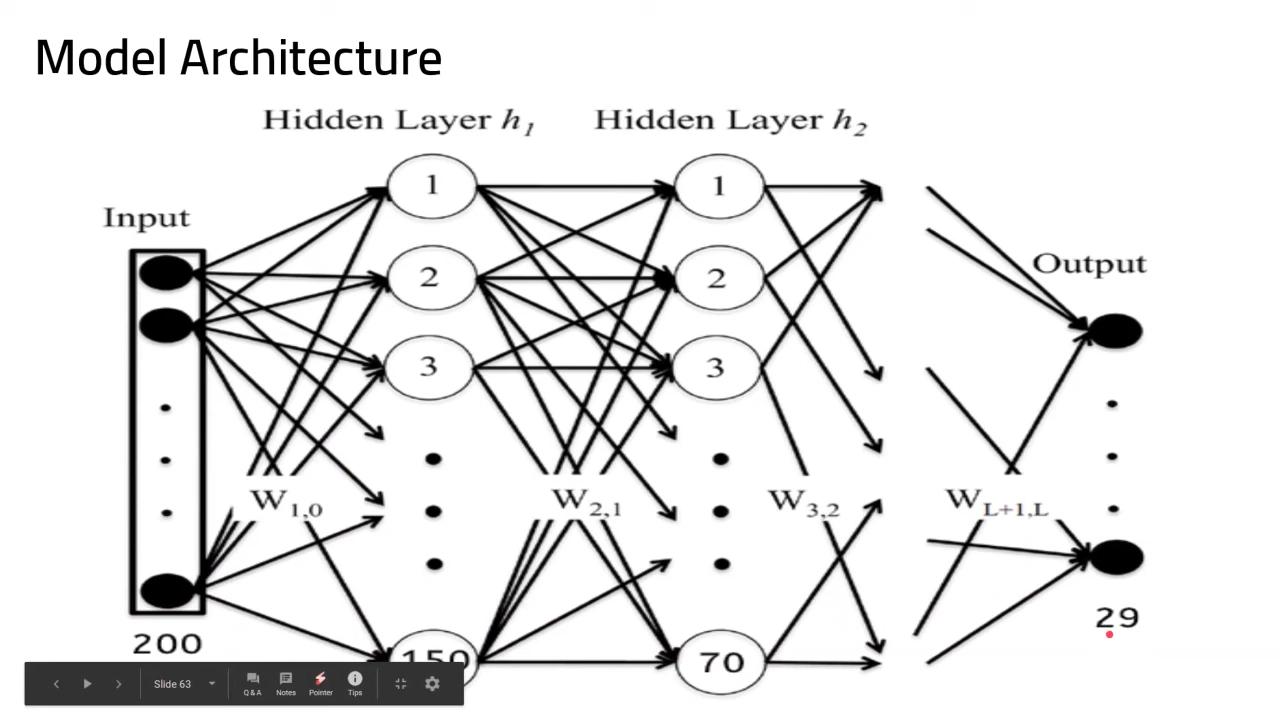 Model Architecture
Hidden Layer h1 Hidden Layer h2
Input
Output
1 1
2 2
3 3
W1,0 W2,1 W3,2 WL+1,L
200 150 70 29
Slide 63
Q & A Notes Pointer Tips